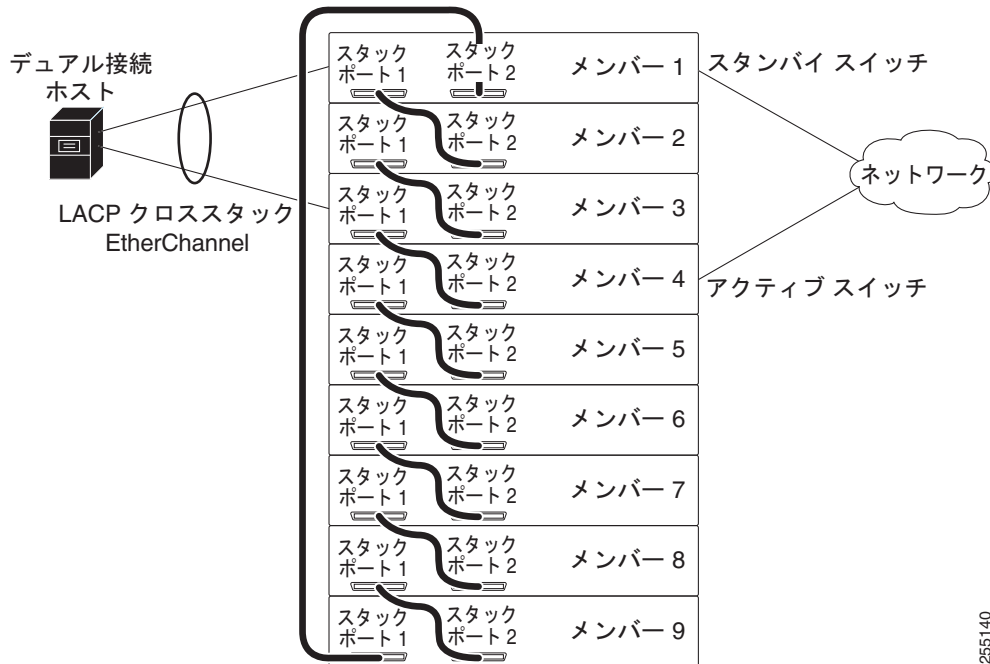 デュアル接続
ホスト
LACP クロススタック
EtherChannel
スタック
ポート 1
スタック
ポート 2
メンバー 1
スタンバイ スイッチ
スタック
ポート 1
スタック
ポート 2
メンバー 2
ネットワーク
スタック
ポート 1
スタック
ポート 2
メンバー 3
スタック
ポート 1
スタック
ポート 2
メンバー 4
アクティブ スイッチ
スタック
ポート 1
スタック
ポート 2
メンバー 5
スタック
ポート 1
スタック
ポート 2
メンバー 6
スタック
ポート 1
スタック
ポート 2
メンバー 7
スタック
ポート 1
スタック
ポート 2
メンバー 8
スタック
ポート 1
スタック
ポート 2
メンバー 9
255140